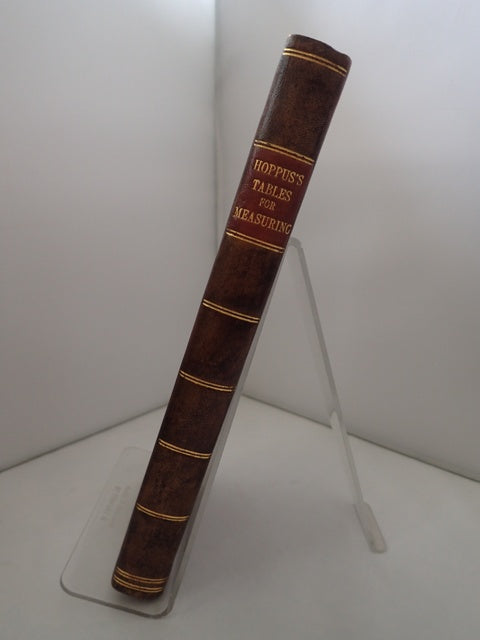 HOPPUS'S
TABLES
FOR
MEASURING